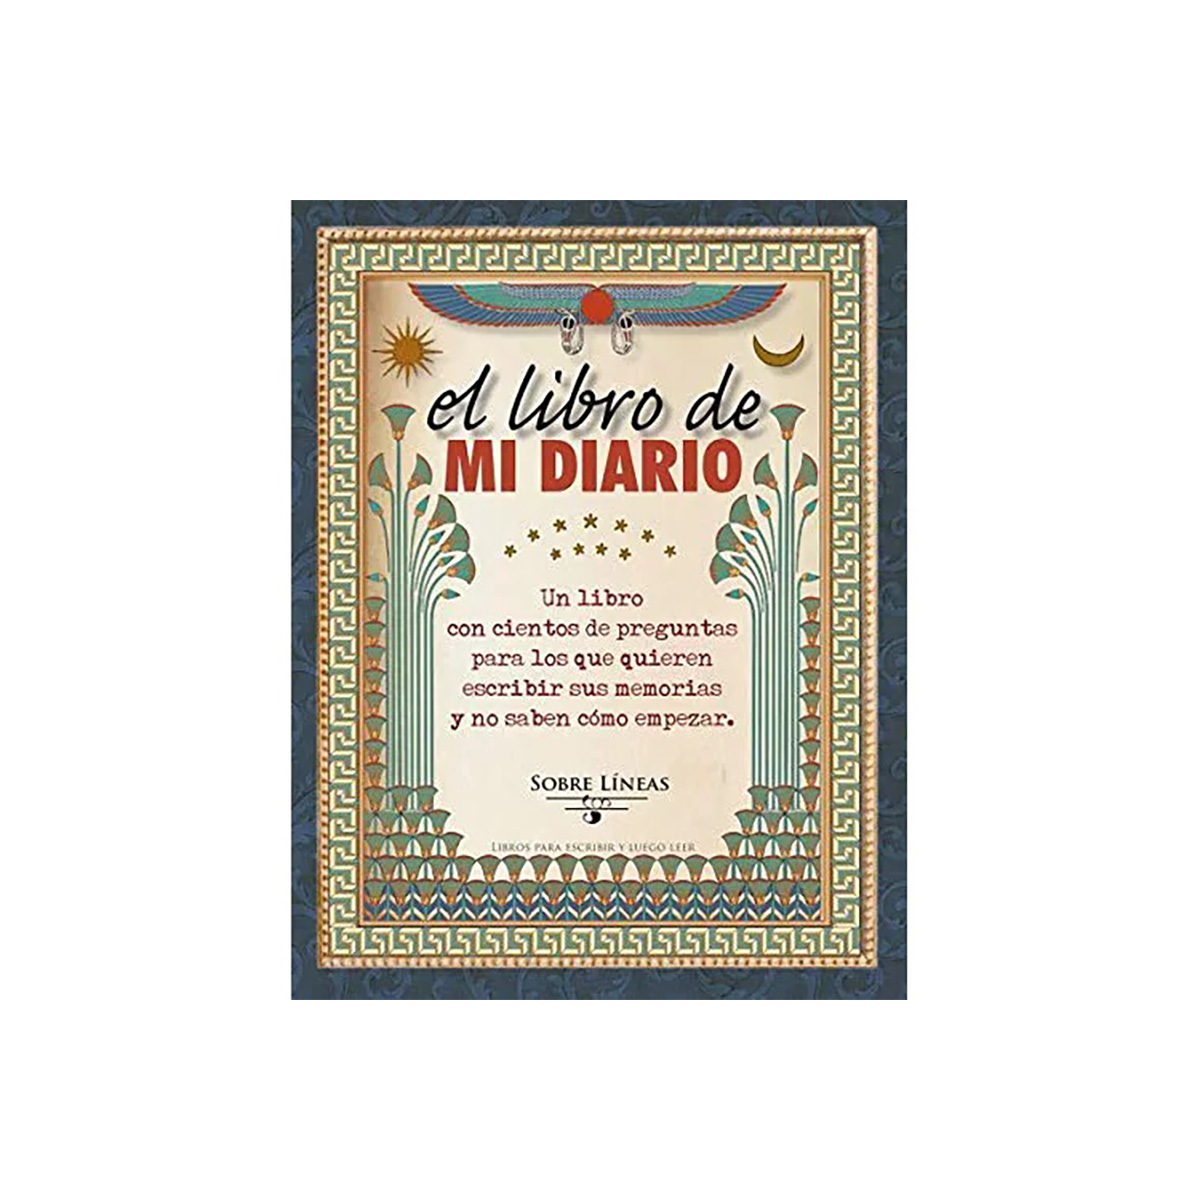 el libro de
MI DIARIO
Un libro
con cientos de preguntas
para los que quieren
escribir sus memorias
y no saben cómo empezar.
SOBRE LÍNEAS
LIBROS PARA ESCRIBIR Y LUEGO LEER